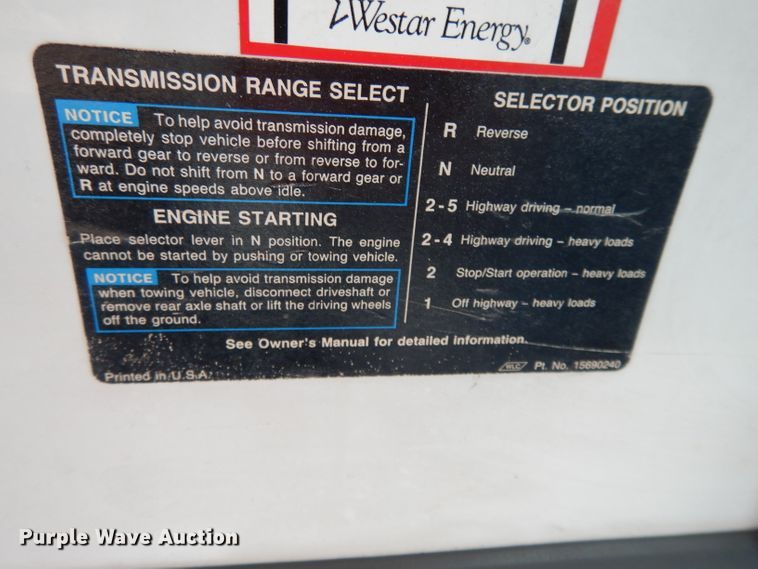 Westar Energy®
TRANSMISSION RANGE SELECT
NOTICE To help avoid transmission damage,
completely stop vehicle before shifting from a
forward gear to reverse or from reverse to for-
ward. Do not shift from N to a forward gear or
R at engine speeds above idle.
ENGINE STARTING
Place selector lever in N position. The engine
cannot be started by pushing or towing vehicle.
NOTICE To help avoid transmission damage
when towing vehicle, disconnect driveshaft or
remove rear axle shaft or lift the driving wheels
off the ground.
SELECTOR POSITION
R Reverse
N Neutral
2-5 Highway driving – normal
2-4 Highway driving – heavy loads
2 Stop/Start operation – heavy loads
1 Off highway – heavy loads
See Owner's Manual for detailed information.
Printed in U.S.A.
WLC Pt. No. 15690240
Purple Wave Auction